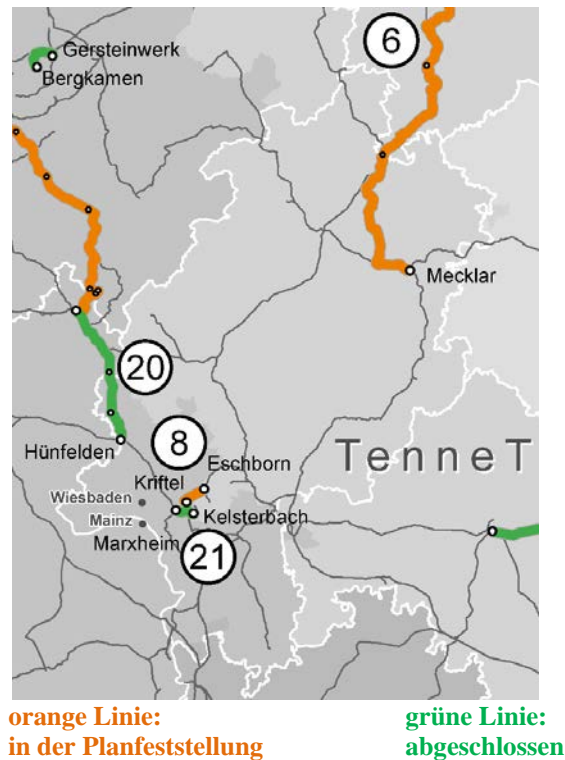 6
Gersteinwerk
Bergkamen
Mecklar
20
8
Hünfelden
Eschborn
TenneT
Kriftel
Wiesbaden
Kelsterbach
Mainz
Marxheim
21
orange Linie:
in der Planfeststellung
grüne Linie:
abgeschlossen